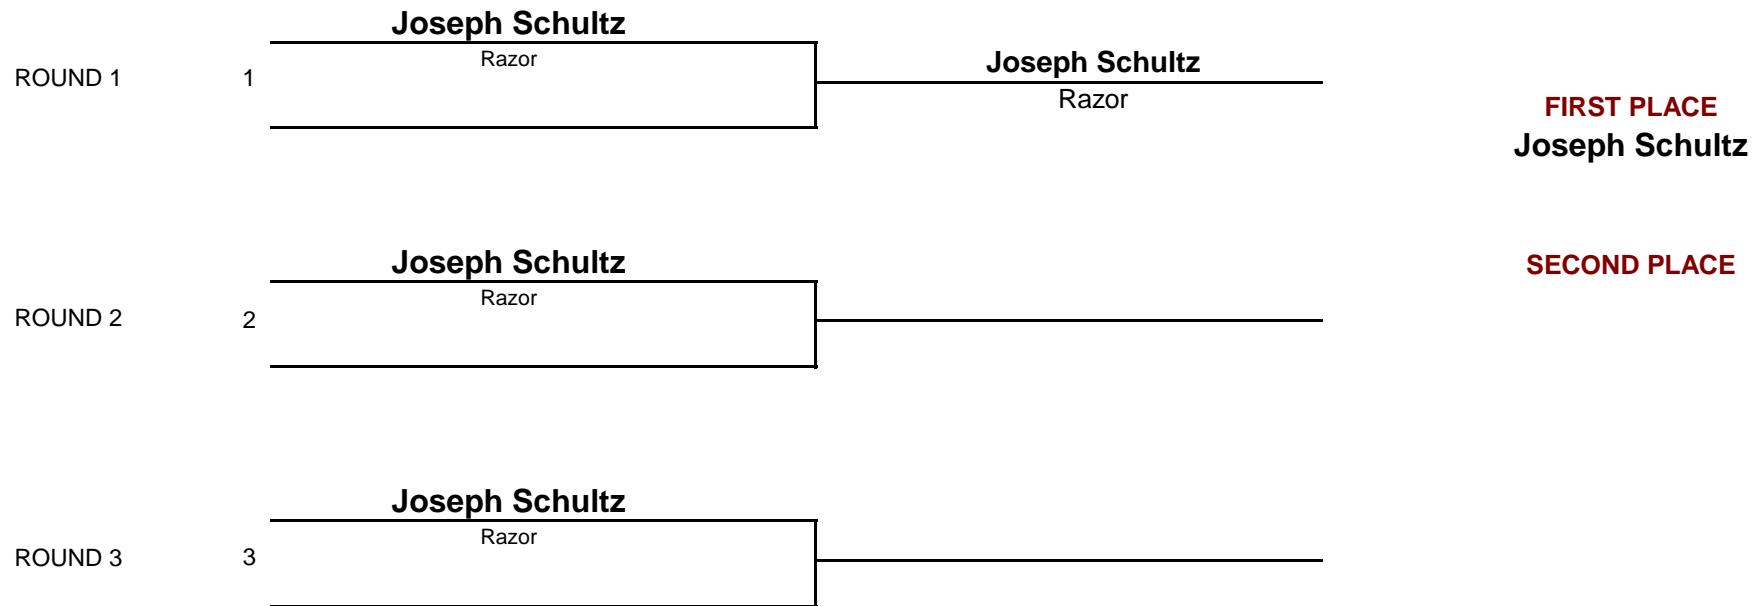 Joseph Schultz
Razor
ROUND 1
1
Joseph Schultz
Razor
FIRST PLACE
Joseph Schultz
Joseph Schultz
Razor
ROUND 2
2
SECOND PLACE
Joseph Schultz
Razor
ROUND 3
3